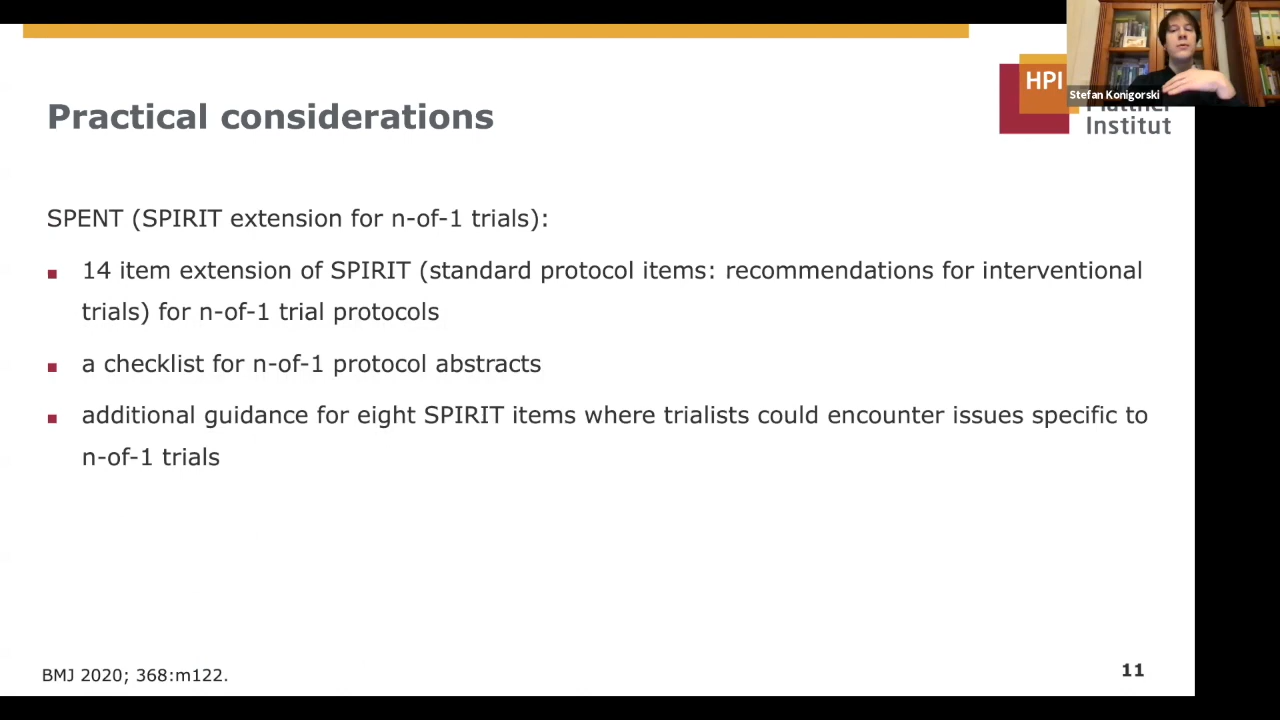 Practical considerations
HPI
Stefan Konigorski
Institut
SPENT (SPIRIT extension for n-of-1 trials):
14 item extension of SPIRIT (standard protocol items: recommendations for interventional
trials) for n-of-1 trial protocols
a checklist for n-of-1 protocol abstracts
additional guidance for eight SPIRIT items where trialists could encounter issues specific to
n-of-1 trials
BMJ 2020; 368:m122.
11